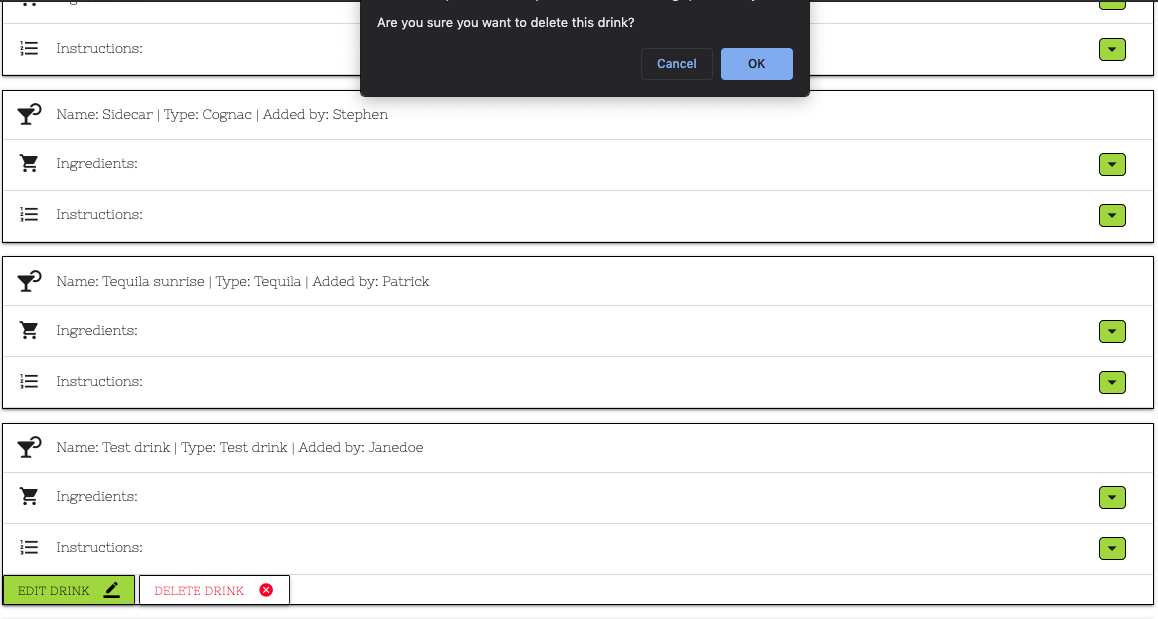 Are you sure you want to delete this drink?
Instructions:
Cancel
OK
Name: Sidecar | Type: Cognac | Added by: Stephen
Ingredients:
Instructions:
Name: Tequila sunrise | Type: Tequila | Added by: Patrick
Ingredients:
Instructions:
Name: Test drink | Type: Test drink | Added by: Janedoe
Ingredients:
Instructions:
EDIT DRINK
DELETE DRINK